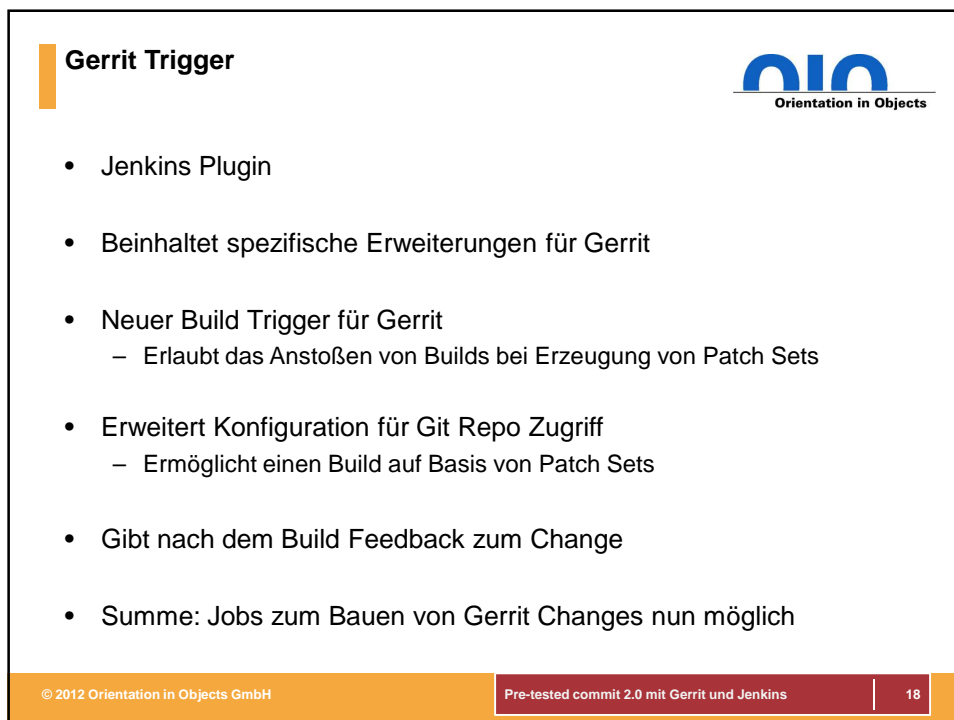 Gerrit Trigger
OIO
Orientation in Objects
• Jenkins Plugin
• Beinhaltet spezifische Erweiterungen für Gerrit
• Neuer Build Trigger für Gerrit
– Erlaubt das Anstoßen von Builds bei Erzeugung von Patch Sets
• Erweitert Konfiguration für Git Repo Zugriff
– Ermöglicht einen Build auf Basis von Patch Sets
• Gibt nach dem Build Feedback zum Change
• Summe: Jobs zum Bauen von Gerrit Changes nun möglich
© 2012 Orientation in Objects GmbH
Pre-tested commit 2.0 mit Gerrit und Jenkins
18